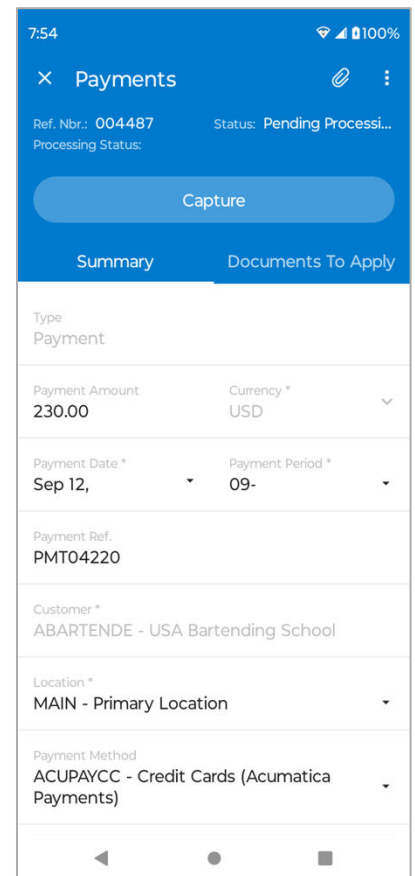 7:54 100%
Payments
Ref. Nbr.: 004487 Status: Pending Processi...
Processing Status:
Capture
Summary Documents To Apply
Type
Payment
Payment Amount Currency *
230.00 USD
Payment Date * Payment Period *
Sep 12, 09-
Payment Ref.
PMT04220
Customer *
ABARTENDE - USA Bartending School
Location *
MAIN - Primary Location
Payment Method
ACUPAYCC - Credit Cards (Acumatica
Payments)